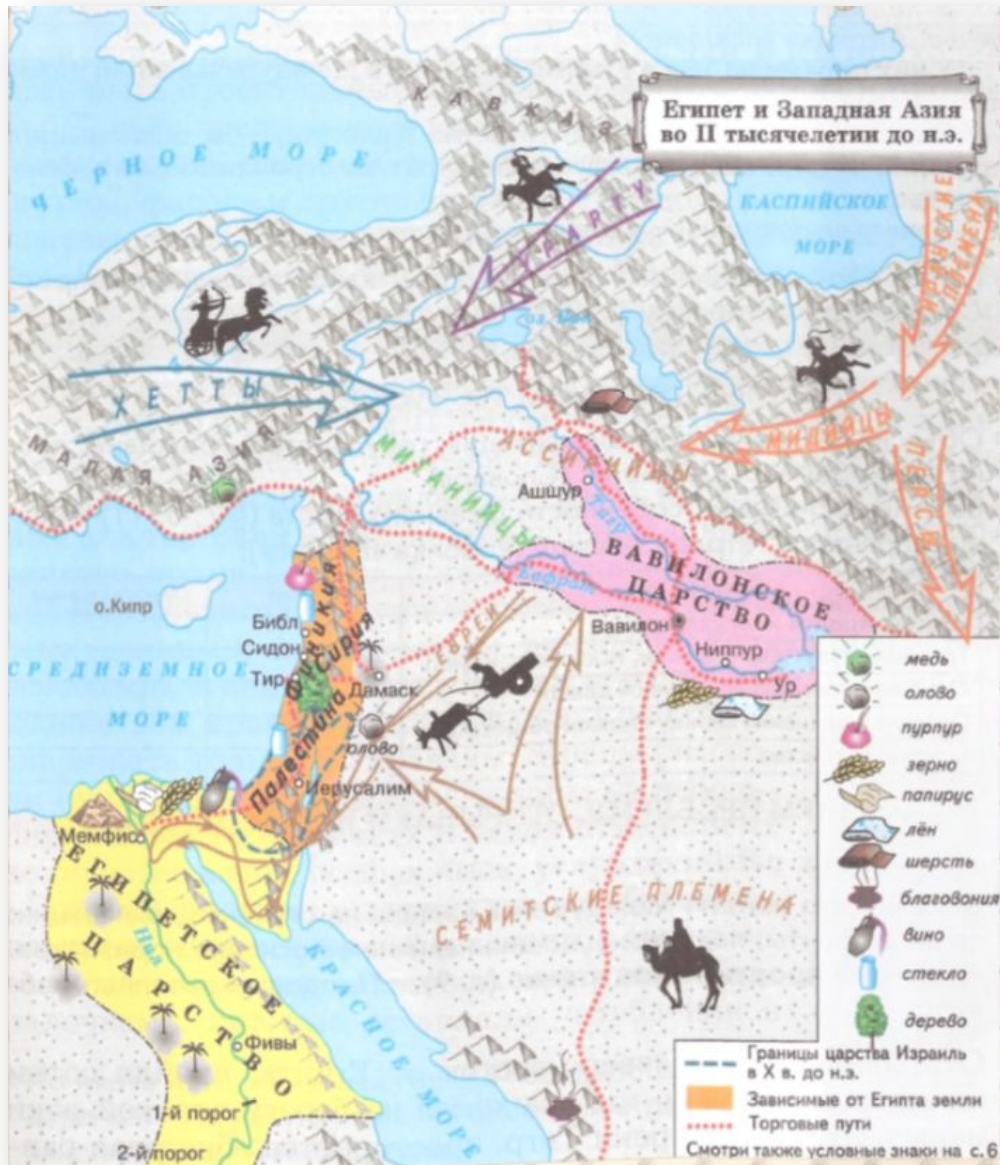 Египет и Западная Азия
во II тысячелетии до н.э.
КАВКАЗ
ЧЕРНОЕ МОРЕ
КАСПИЙСКОЕ
МОРЕ
ИРАНСКИЕ
ПЛЕМЕНА
УРАРТУ
оз. Ван
ХЕТТЫ
МАЛАЯ АЗИЯ
МИДИЙЦЫ
ПЕРСЫ
АССИРИЙЦЫ
МИТАНИЙЦЫ
Ашшур
Тигр
ВАВИЛОНСКОЕ
ЦАРСТВО
Евфрат
о.Кипр
Библ
Сидон
Тир
ФИНИКИЯ
Сирия
ЕВРЕИ
Вавилон
Ниппур
Ур
СРЕДИЗЕМНОЕ
МОРЕ
Дамаск
олово
Палестина
Иерусалим
Мемфис
ЕГИПЕТСКОЕ
ЦАРСТВО
Нил
КРАСНОЕ МОРЕ
СЕМИТСКИЕ ПЛЕМЕНА
Фивы
1-й порог
2-й порог
медь
олово
пурпур
зерно
папирус
лён
шерсть
благовония
вино
стекло
дерево
Границы царства Израиль
в X в. до н.э.
Зависимые от Египта земли
Торговые пути
Смотри также условные знаки на с.6